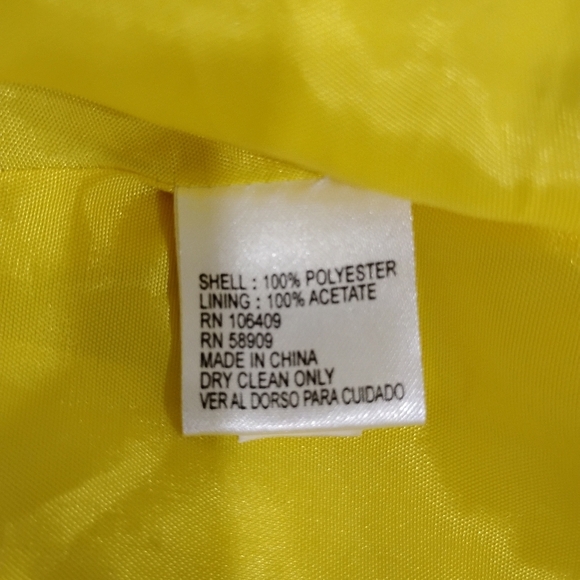 SHELL : 100% POLYESTER
LINING : 100% ACETATE
RN 106409
RN 58909
MADE IN CHINA
DRY CLEAN ONLY
VER AL DORSO PARA CUIDADO